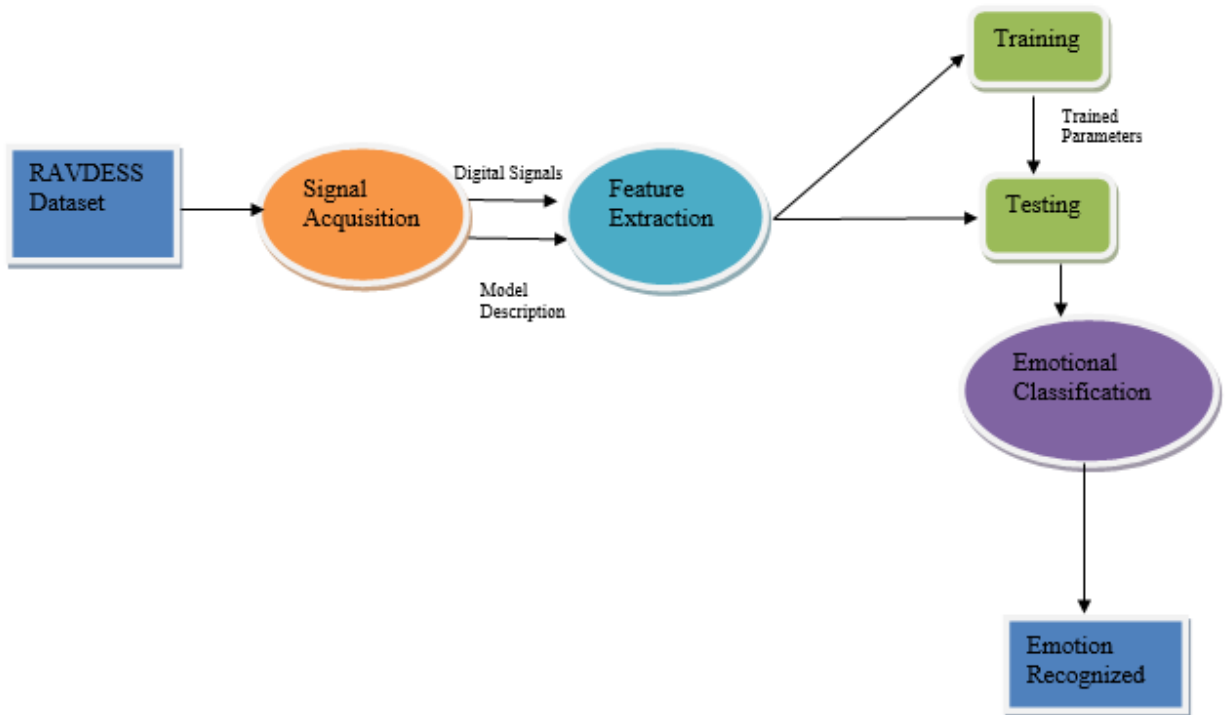 RAVDESS
Dataset
Signal
Acquisition
Digital Signals
Model
Description
Feature
Extraction
Training
Trained
Parameters
Testing
Emotional
Classification
Emotion
Recognized